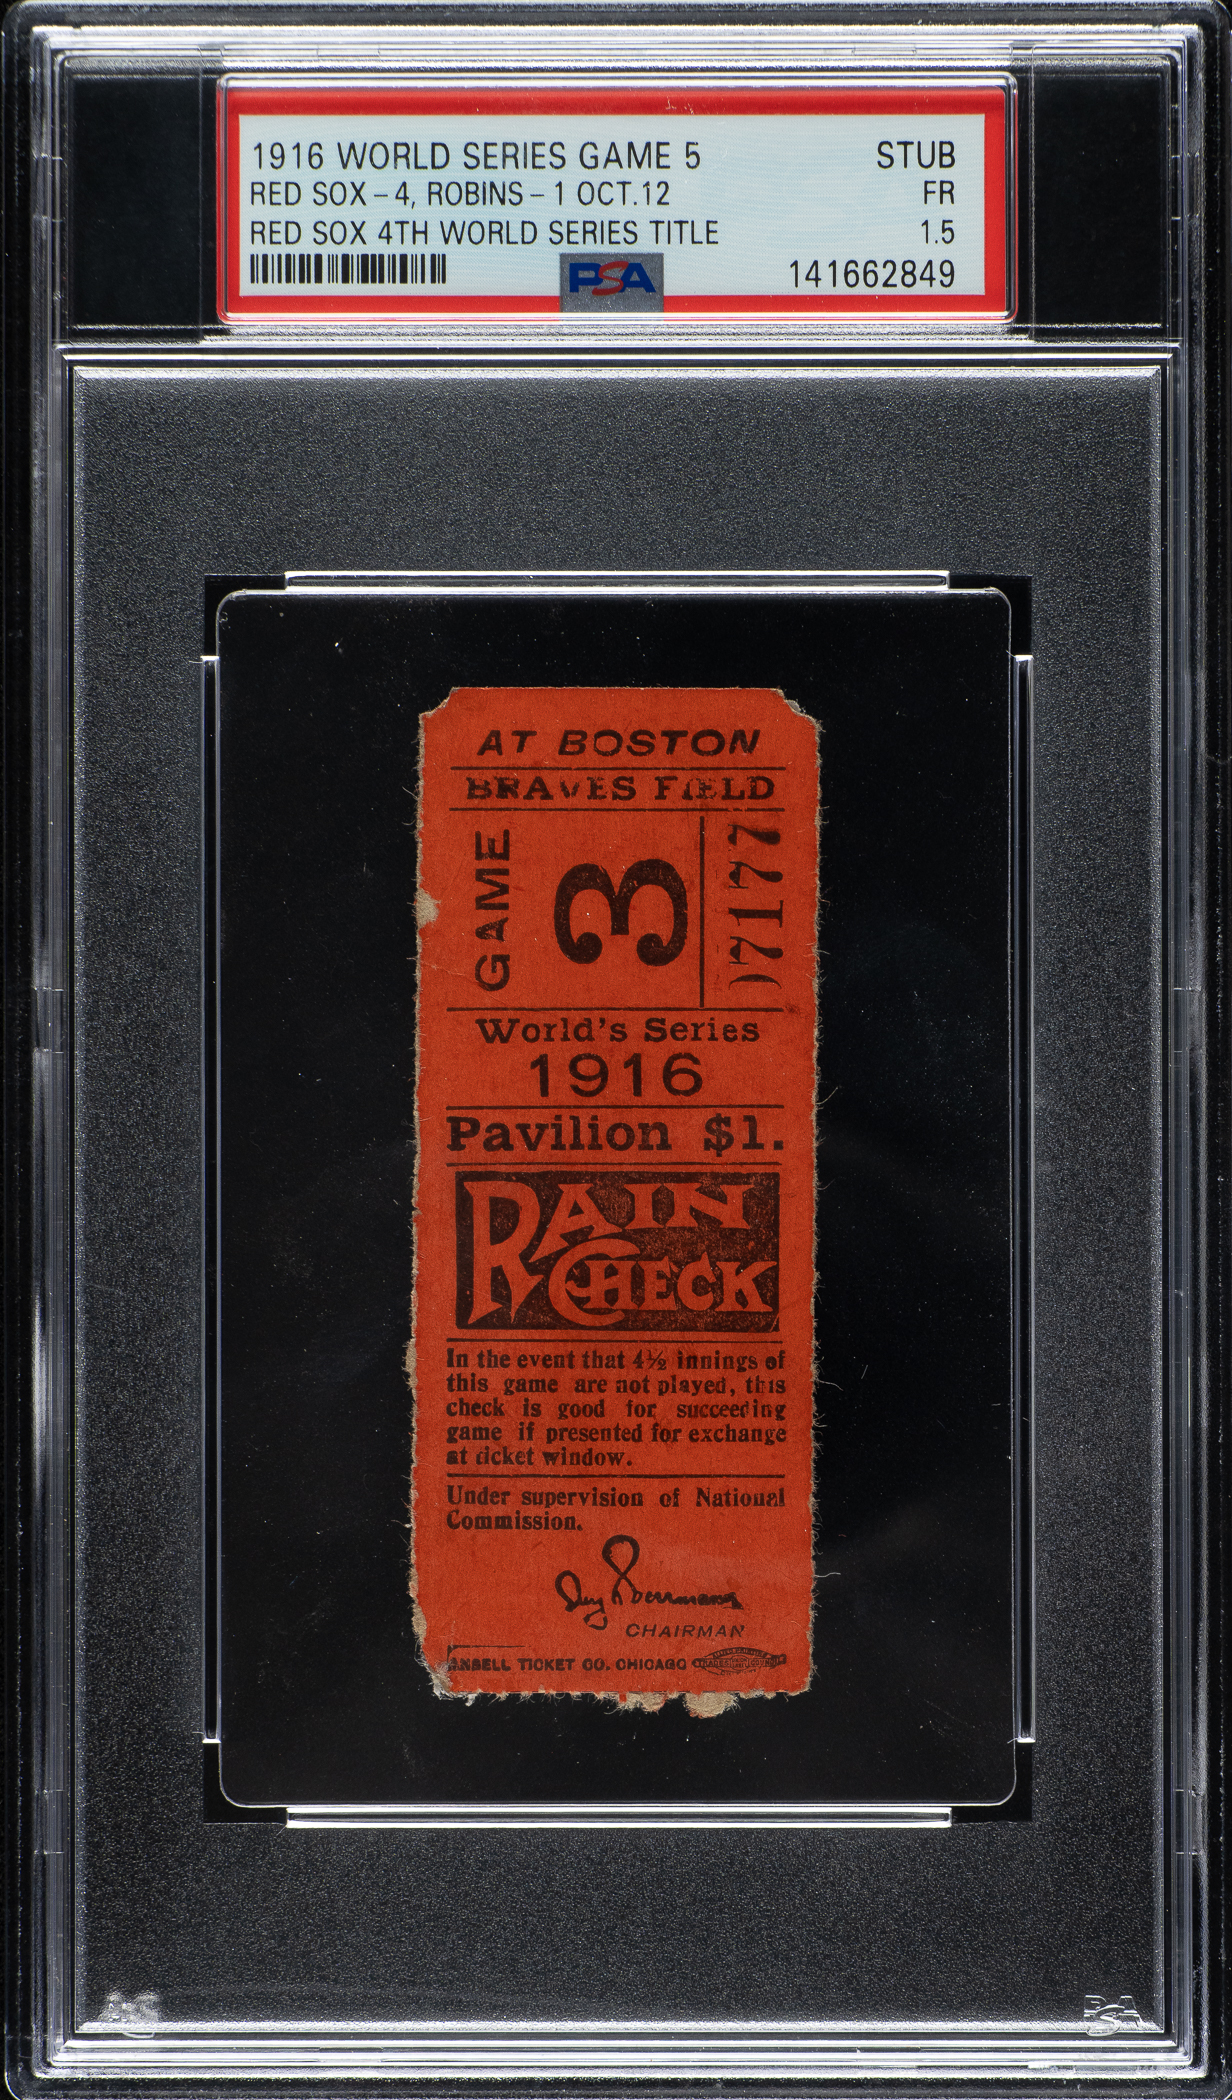 1916 WORLD SERIES GAME 5 STUB
RED SOX – 4, ROBINS – 1 OCT.12 FR
RED SOX 4TH WORLD SERIES TITLE 1.5
PSA 141662849
AT BOSTON
BRAVES FIELD
GAME
3
7177
World's Series
1916
Pavilion $1.
RAIN
CHECK
In the event that 4½ innings of
this game are not played, this
check is good for succeeding
game if presented for exchange
at ticket window.
Under supervision of National
Commission.
CHAIRMAN
ANSELL TICKET CO. CHICAGO
PSA